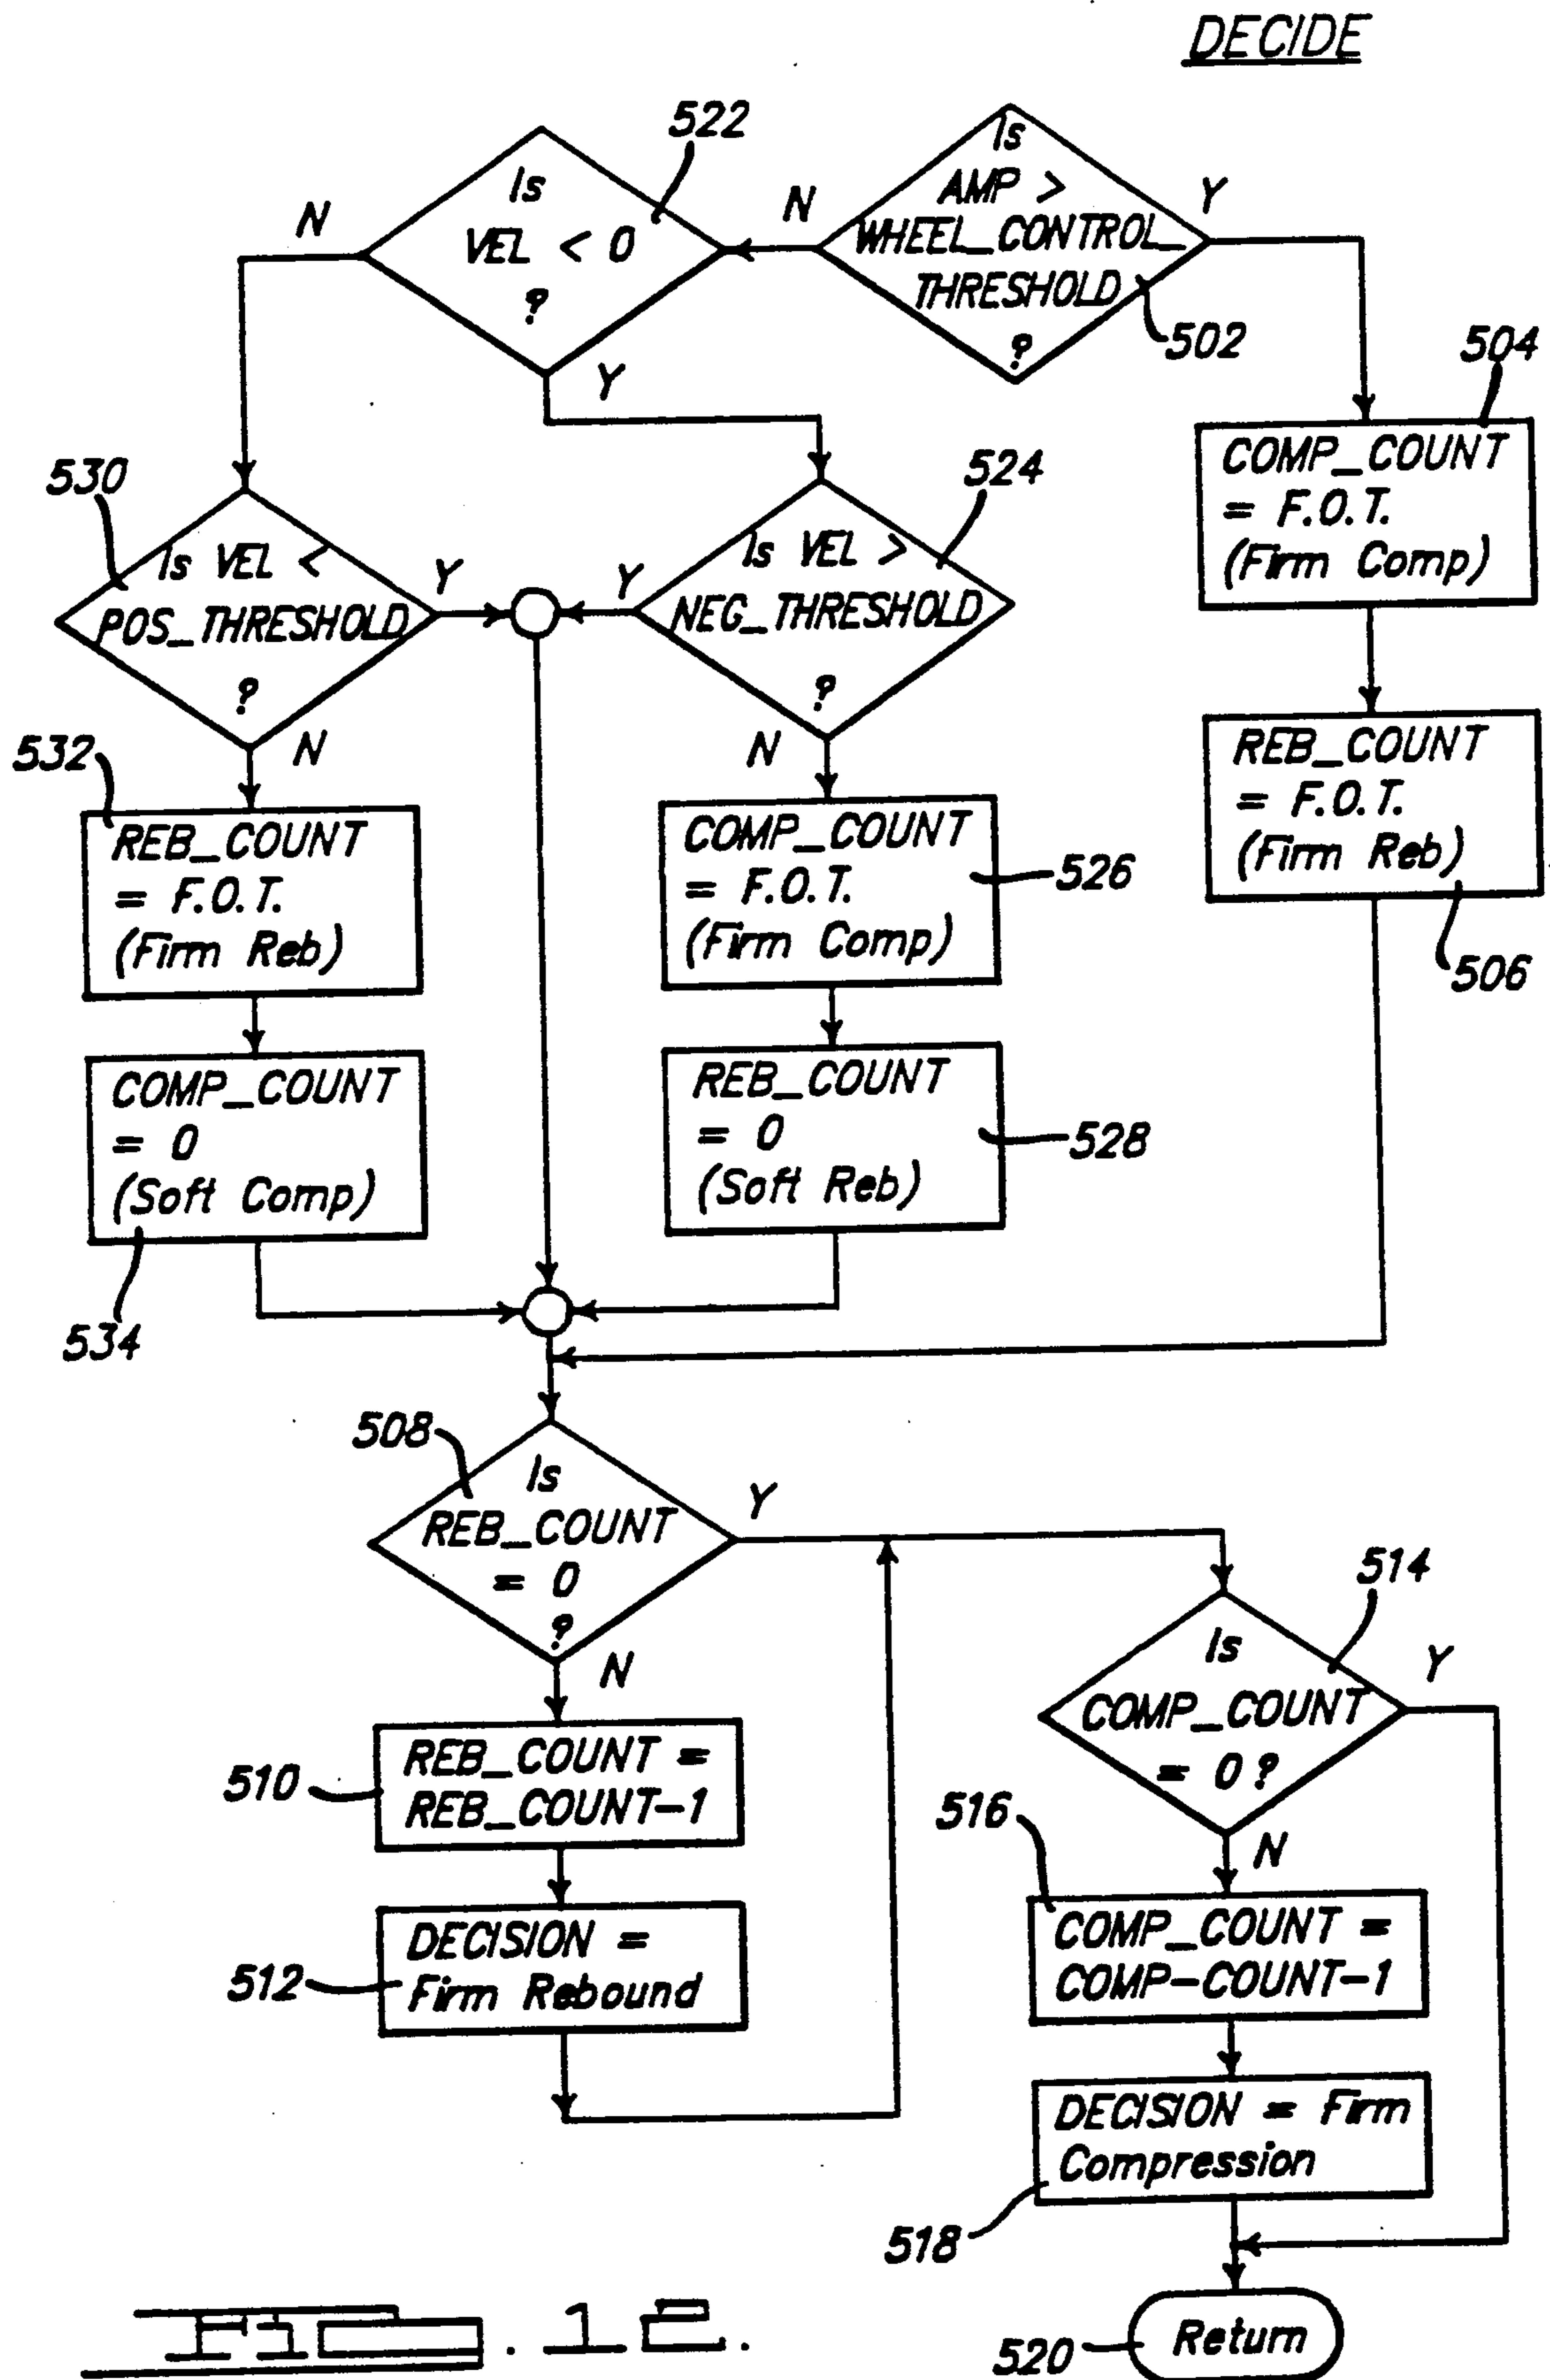 DECIDE
522
Is
VEL < 0
?
N
Y
Is
AMP >
WHEEL_CONTROL_
THRESHOLD
?
N
Y
502
504
COMP_COUNT
= F.O.T.
(Firm Comp)
530
Is VEL <
POS_THRESHOLD
?
Y
N
524
Is VEL >
NEG_THRESHOLD
?
Y
N
REB_COUNT
= F.O.T.
(Firm Reb)
506
532
REB_COUNT
= F.O.T.
(Firm Reb)
COMP_COUNT
= F.O.T.
(Firm Comp)
526
COMP_COUNT
= 0
(Soft Comp)
534
REB_COUNT
= 0
(Soft Reb)
528
508
Is
REB_COUNT
= 0
?
Y
N
514
Is
COMP_COUNT
= 0 ?
Y
N
510
REB_COUNT =
REB_COUNT-1
512
DECISION =
Firm Rebound
516
COMP_COUNT =
COMP-COUNT-1
DECISION = Firm
Compression
518
520
Return
FIG. 12.